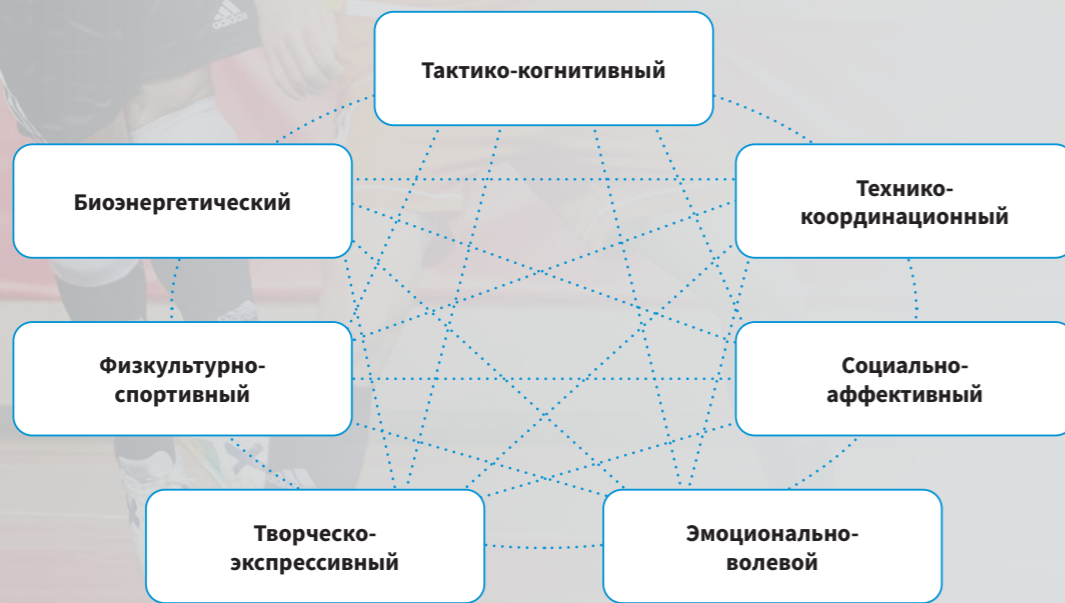 Тактико-когнитивный
Биоэнергетический
Технико-
координационный
Физкультурно-
спортивный
Социально-
аффективный
Творческо-
экспрессивный
Эмоционально-
волевой